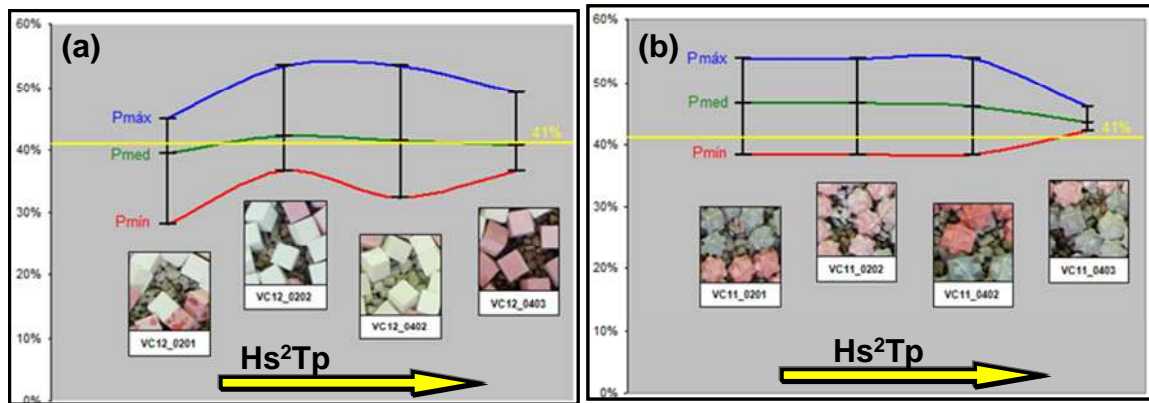 (a)
60%
50%
40%
30%
20%
10%
0%
Pmáx
Pmed
Pmín
41%
VC12_0201
VC12_0202
VC12_0402
VC12_0403
Hs²Tp
(b)
60%
50%
40%
30%
20%
10%
0%
Pmáx
Pmed
Pmín
41%
VC11_0201
VC11_0202
VC11_0402
VC11_0403
Hs²Tp